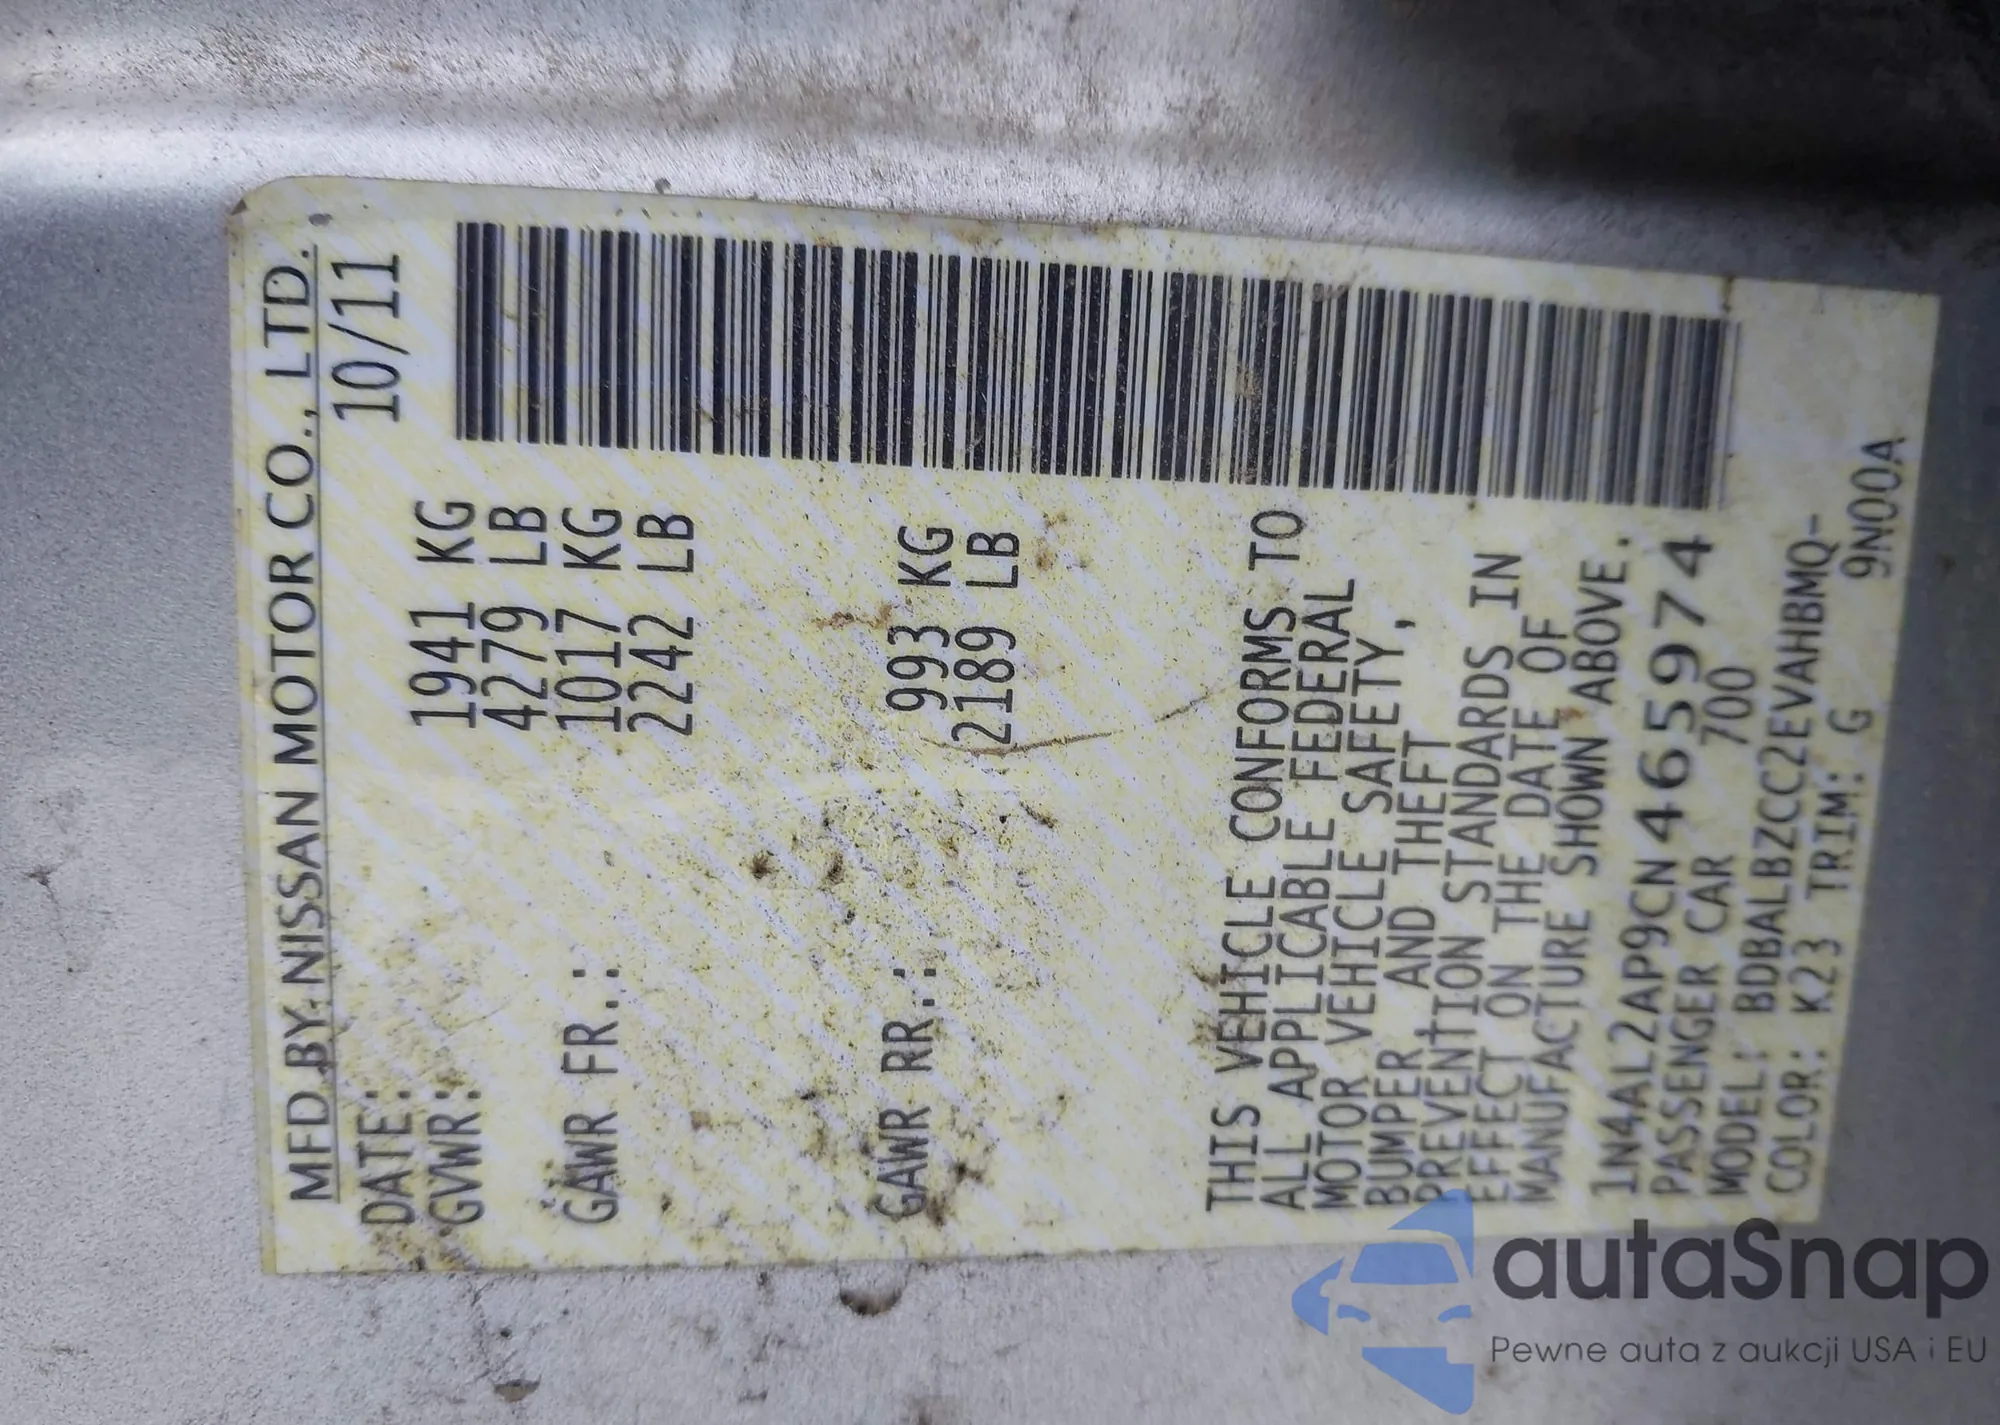 MFD.BY.NISSAN MOTOR CO., LTD.
DATE: 10/11
GVWR: 1941 KG
4279 LB
GAWR FR.: 1017 KG
2242 LB
GAWR RR.: 993 KG
2189 LB
THIS VEHICLE CONFORMS TO
ALL APPLICABLE FEDERAL
MOTOR VEHICLE SAFETY,
BUMPER AND THEFT
PREVENTION STANDARDS IN
EFFECT ON THE DATE OF
MANUFACTURE SHOWN ABOVE.
1N4AL2AP9CN465974
PASSENGER CAR 700
MODEL: BDBALBZCC2EVAHBMQ-
COLOR: K23 TRIM: G 9N00A
autaSnap
Pewne auta z aukcji USA i EU